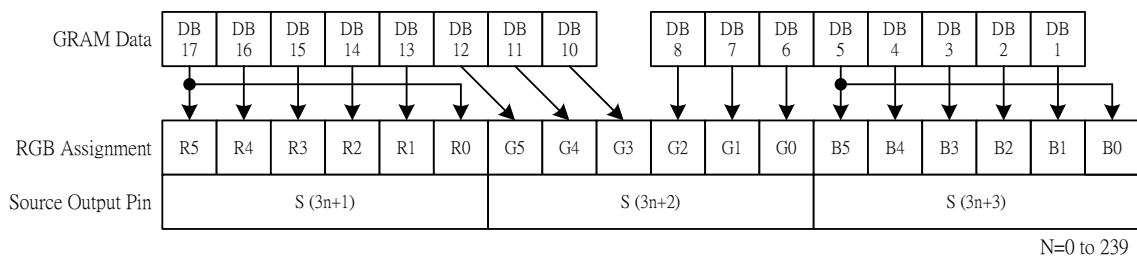 GRAM Data DB 17 DB 16 DB 15 DB 14 DB 13 DB 12 DB 11 DB 10 DB 8 DB 7 DB 6 DB 5 DB 4 DB 3 DB 2 DB 1
RGB Assignment R5 R4 R3 R2 R1 R0 G5 G4 G3 G2 G1 G0 B5 B4 B3 B2 B1 B0
Source Output Pin S (3n+1) S (3n+2) S (3n+3)
N=0 to 239